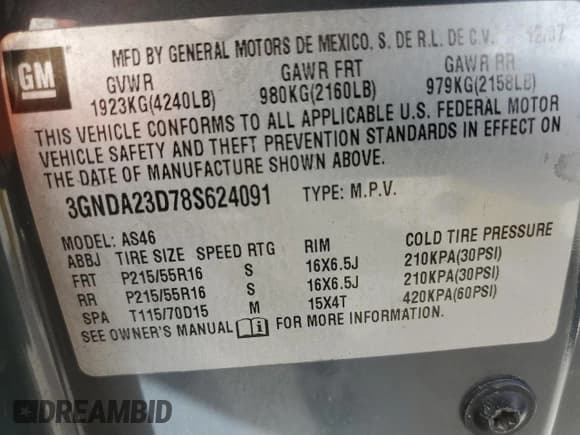 GM
MFD BY GENERAL MOTORS DE MEXICO, S. DE R.L. DE C.V. 12/07
GVWR GAWR FRT GAWR RR
1923KG(4240LB) 980KG(2160LB) 979KG(2158LB)
THIS VEHICLE CONFORMS TO ALL APPLICABLE U.S. FEDERAL MOTOR
VEHICLE SAFETY AND THEFT PREVENTION STANDARDS IN EFFECT ON
THE DATE OF MANUFACTURE SHOWN ABOVE.
3GNDA23D78S624091 TYPE: M.P.V.
MODEL: AS46
ABBJ TIRE SIZE SPEED RTG RIM COLD TIRE PRESSURE
FRT P215/55R16 S 16X6.5J 210KPA(30PSI)
RR P215/55R16 S 16X6.5J 210KPA(30PSI)
SPA T115/70D15 M 15X4T 420KPA(60PSI)
SEE OWNER'S MANUAL i FOR MORE INFORMATION.
DREAMBID